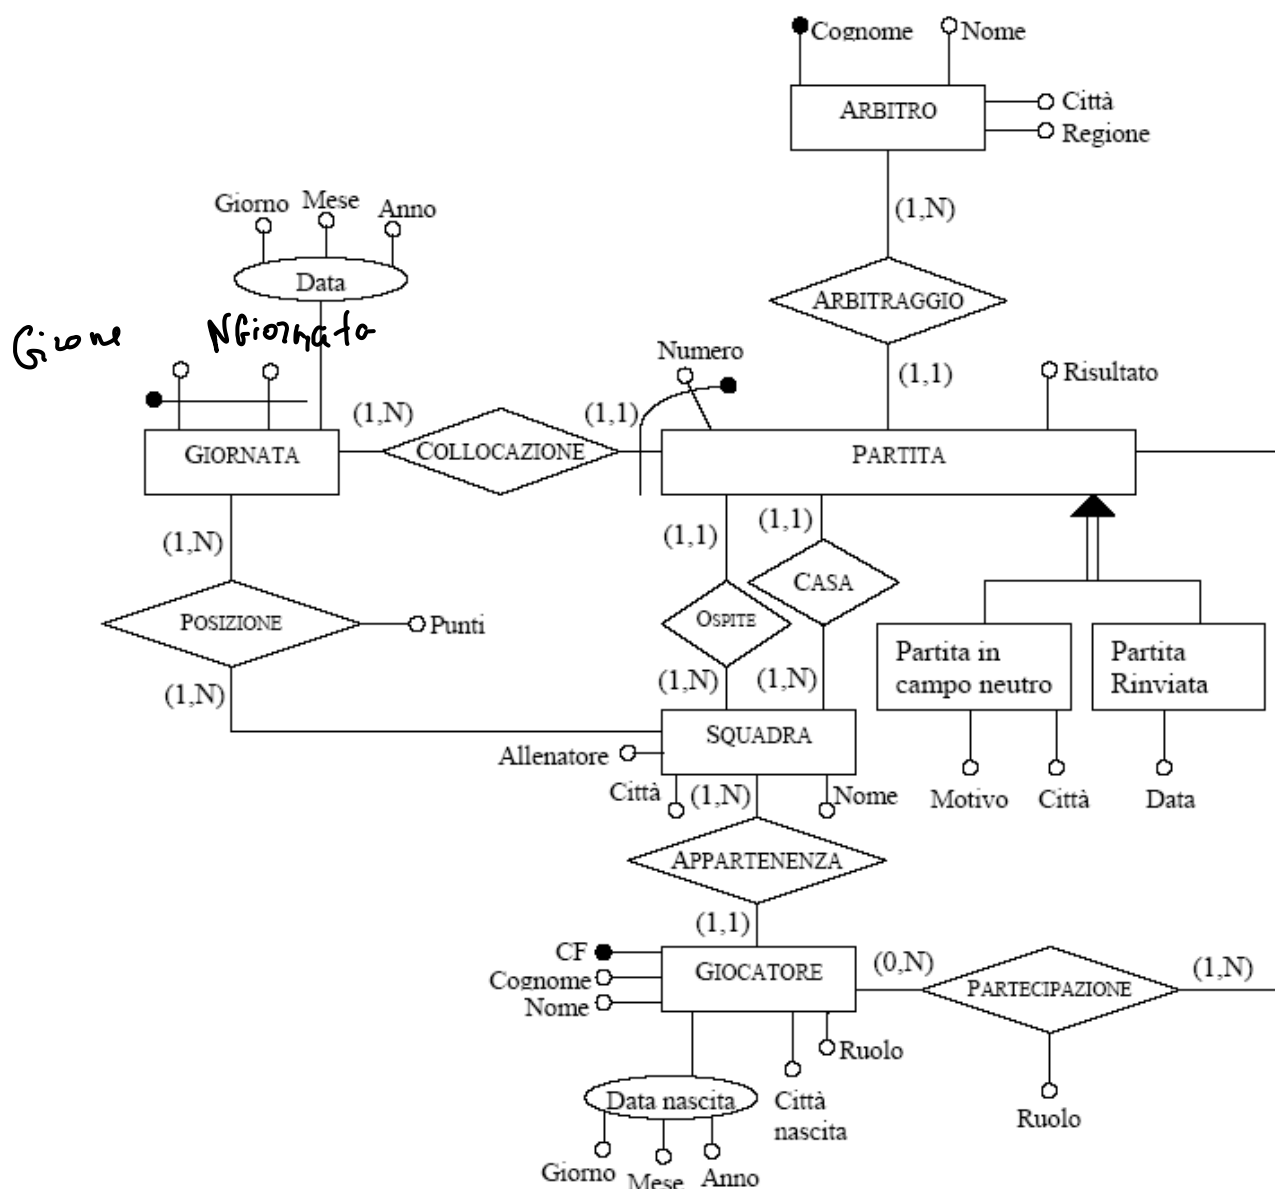 Cognome Nome
ARBITRO
Città
Regione
(1,N)
Giorno Mese Anno
Data
ARBITRAGGIO
Girone NGiornata
Numero
(1,1)
Risultato
(1,N)
(1,1)
GIORNATA
COLLOCAZIONE
PARTITA
(1,N)
(1,1)
(1,1)
CASA
POSIZIONE
Punti
OSPITE
Partita in
campo neutro
Partita
Rinviata
(1,N)
(1,N)
(1,N)
SQUADRA
Allenatore
Città
(1,N)
Nome
Motivo
Città
Data
APPARTENENZA
(1,1)
CF
Cognome
Nome
GIOCATORE
(0,N)
PARTECIPAZIONE
(1,N)
Ruolo
Data nascita
Città
nascita
Ruolo
Giorno
Mese
Anno